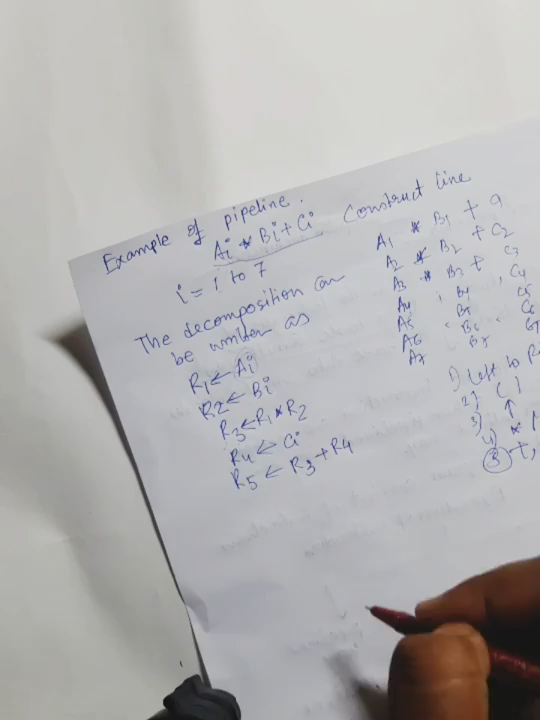 Example of pipeline.
Ai * Bi + Ci Construct line
i = 1 to 7
The decomposition an
be written as
R1 ← Ai
R2 ← Bi
R3 ← R1 * R2
R4 ← Ci
R5 ← R3 + R4
A1 * B1 + C1
A2 * B2 + C2
A3 * B3 + C3
A4 B4 C4
A5 B5 C5
A6 B6 C6
A7 B7 C7
1) Left to R
2) ( )
3) ↑
4) *
5) +,